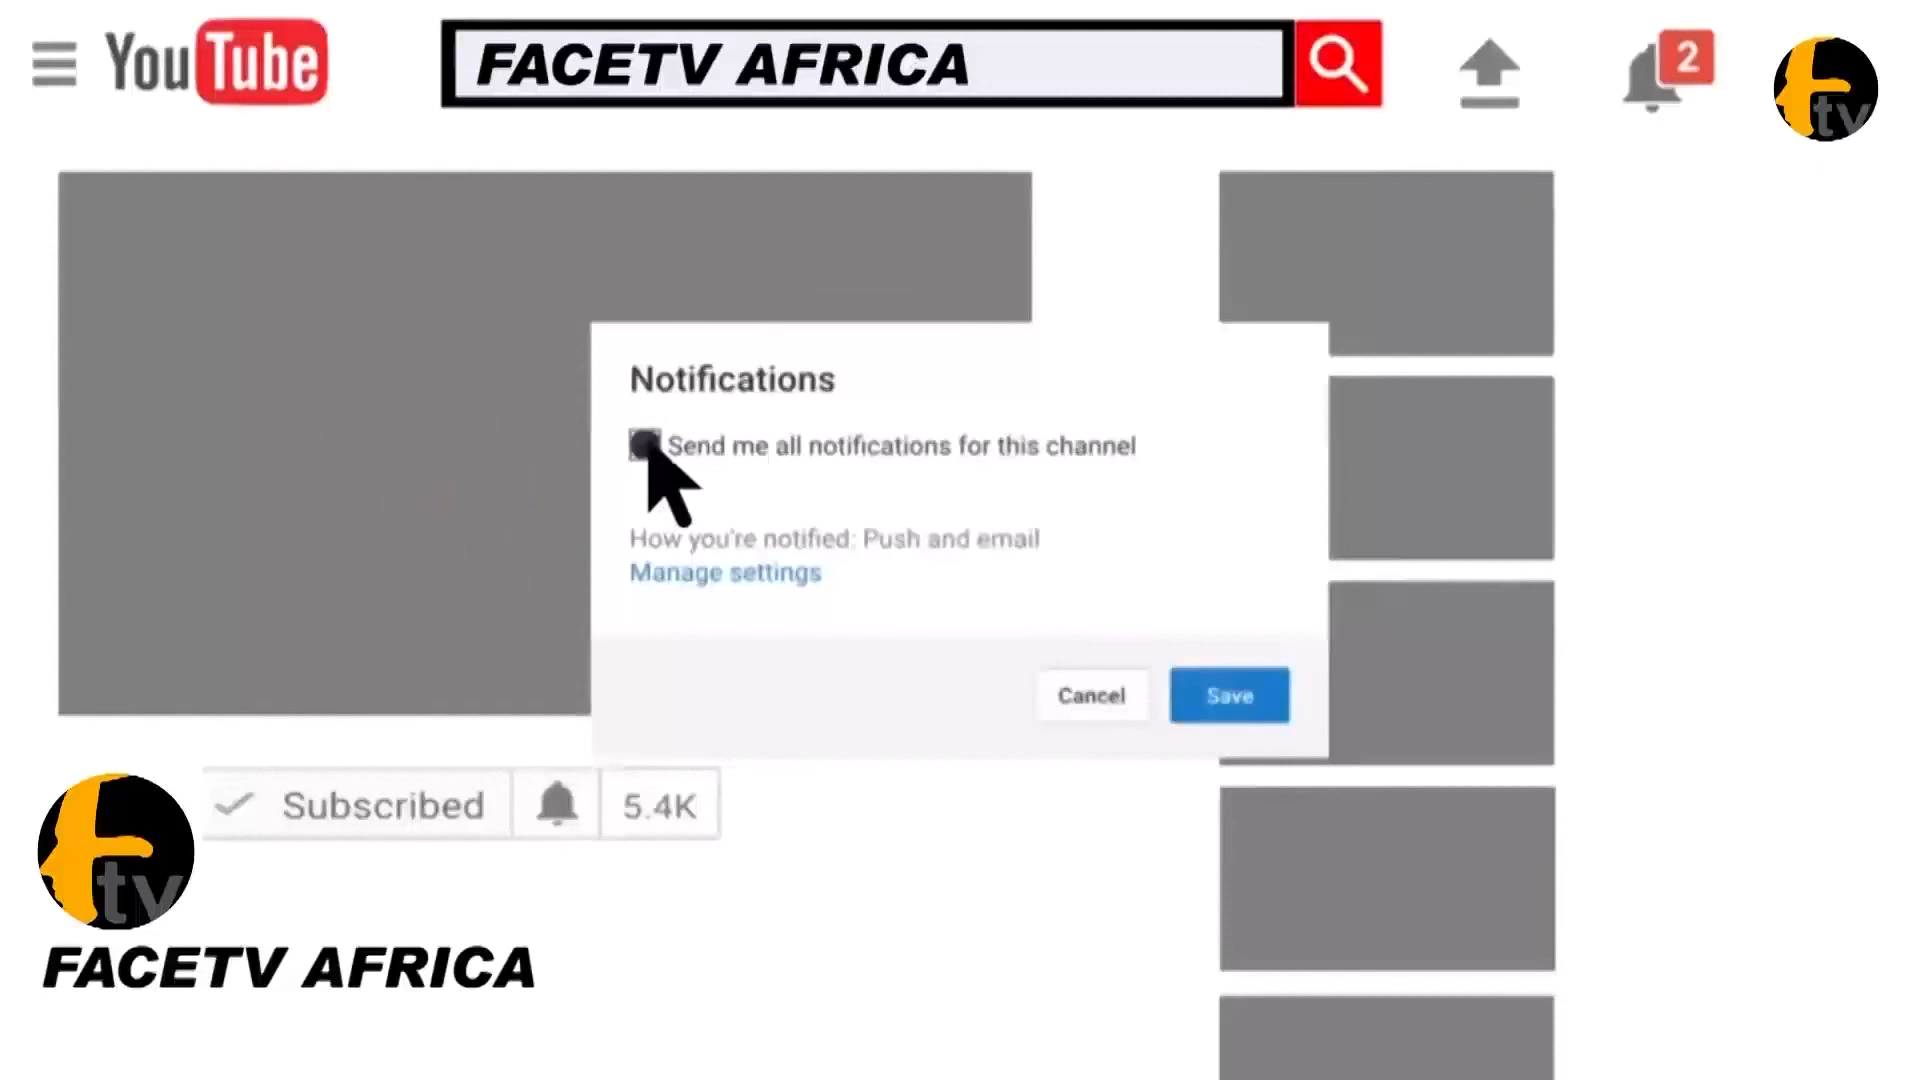 YouTube
FACETV AFRICA
2
tv
Notifications
Send me all notifications for this channel
How you're notified: Push and email
Manage settings
Cancel
Save
Subscribed
5.4K
tv
FACETV AFRICA